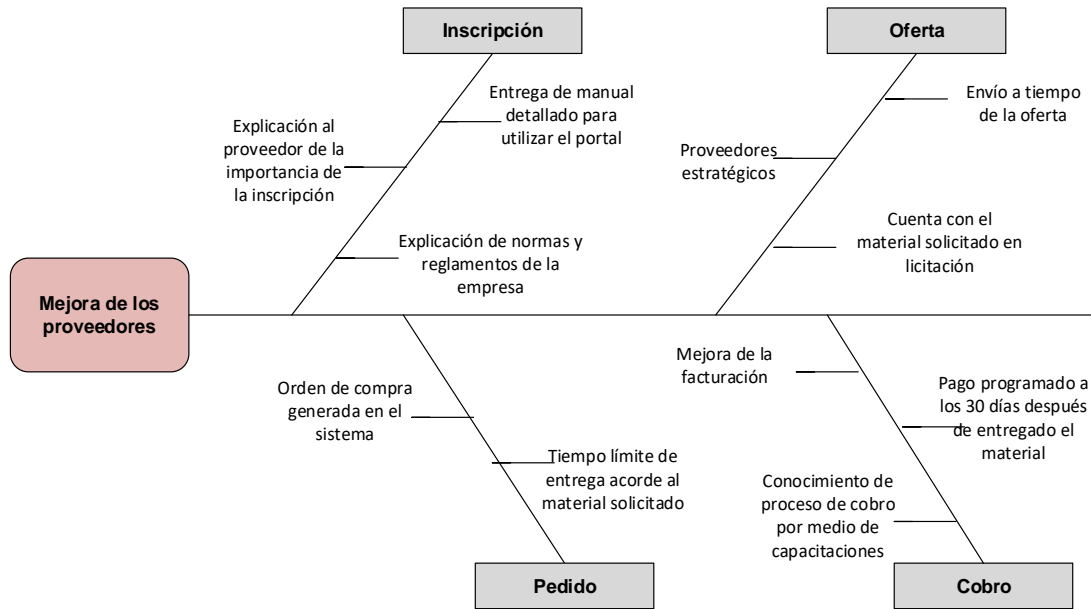 Inscripción
Oferta
Entrega de manual
detallado para
utilizar el portal
Explicación al
proveedor de la
importancia de
la inscripción
Explicación de normas y
reglamentos de la
empresa
Envío a tiempo
de la oferta
Proveedores
estratégicos
Cuenta con el
material solicitado en
licitación
Mejora de los
proveedores
Orden de compra
generada en el
sistema
Tiempo límite de
entrega acorde al
material solicitado
Mejora de la
facturación
Pago programado a
los 30 días después
de entregado el
material
Conocimiento de
proceso de cobro
por medio de
capacitaciones
Pedido
Cobro